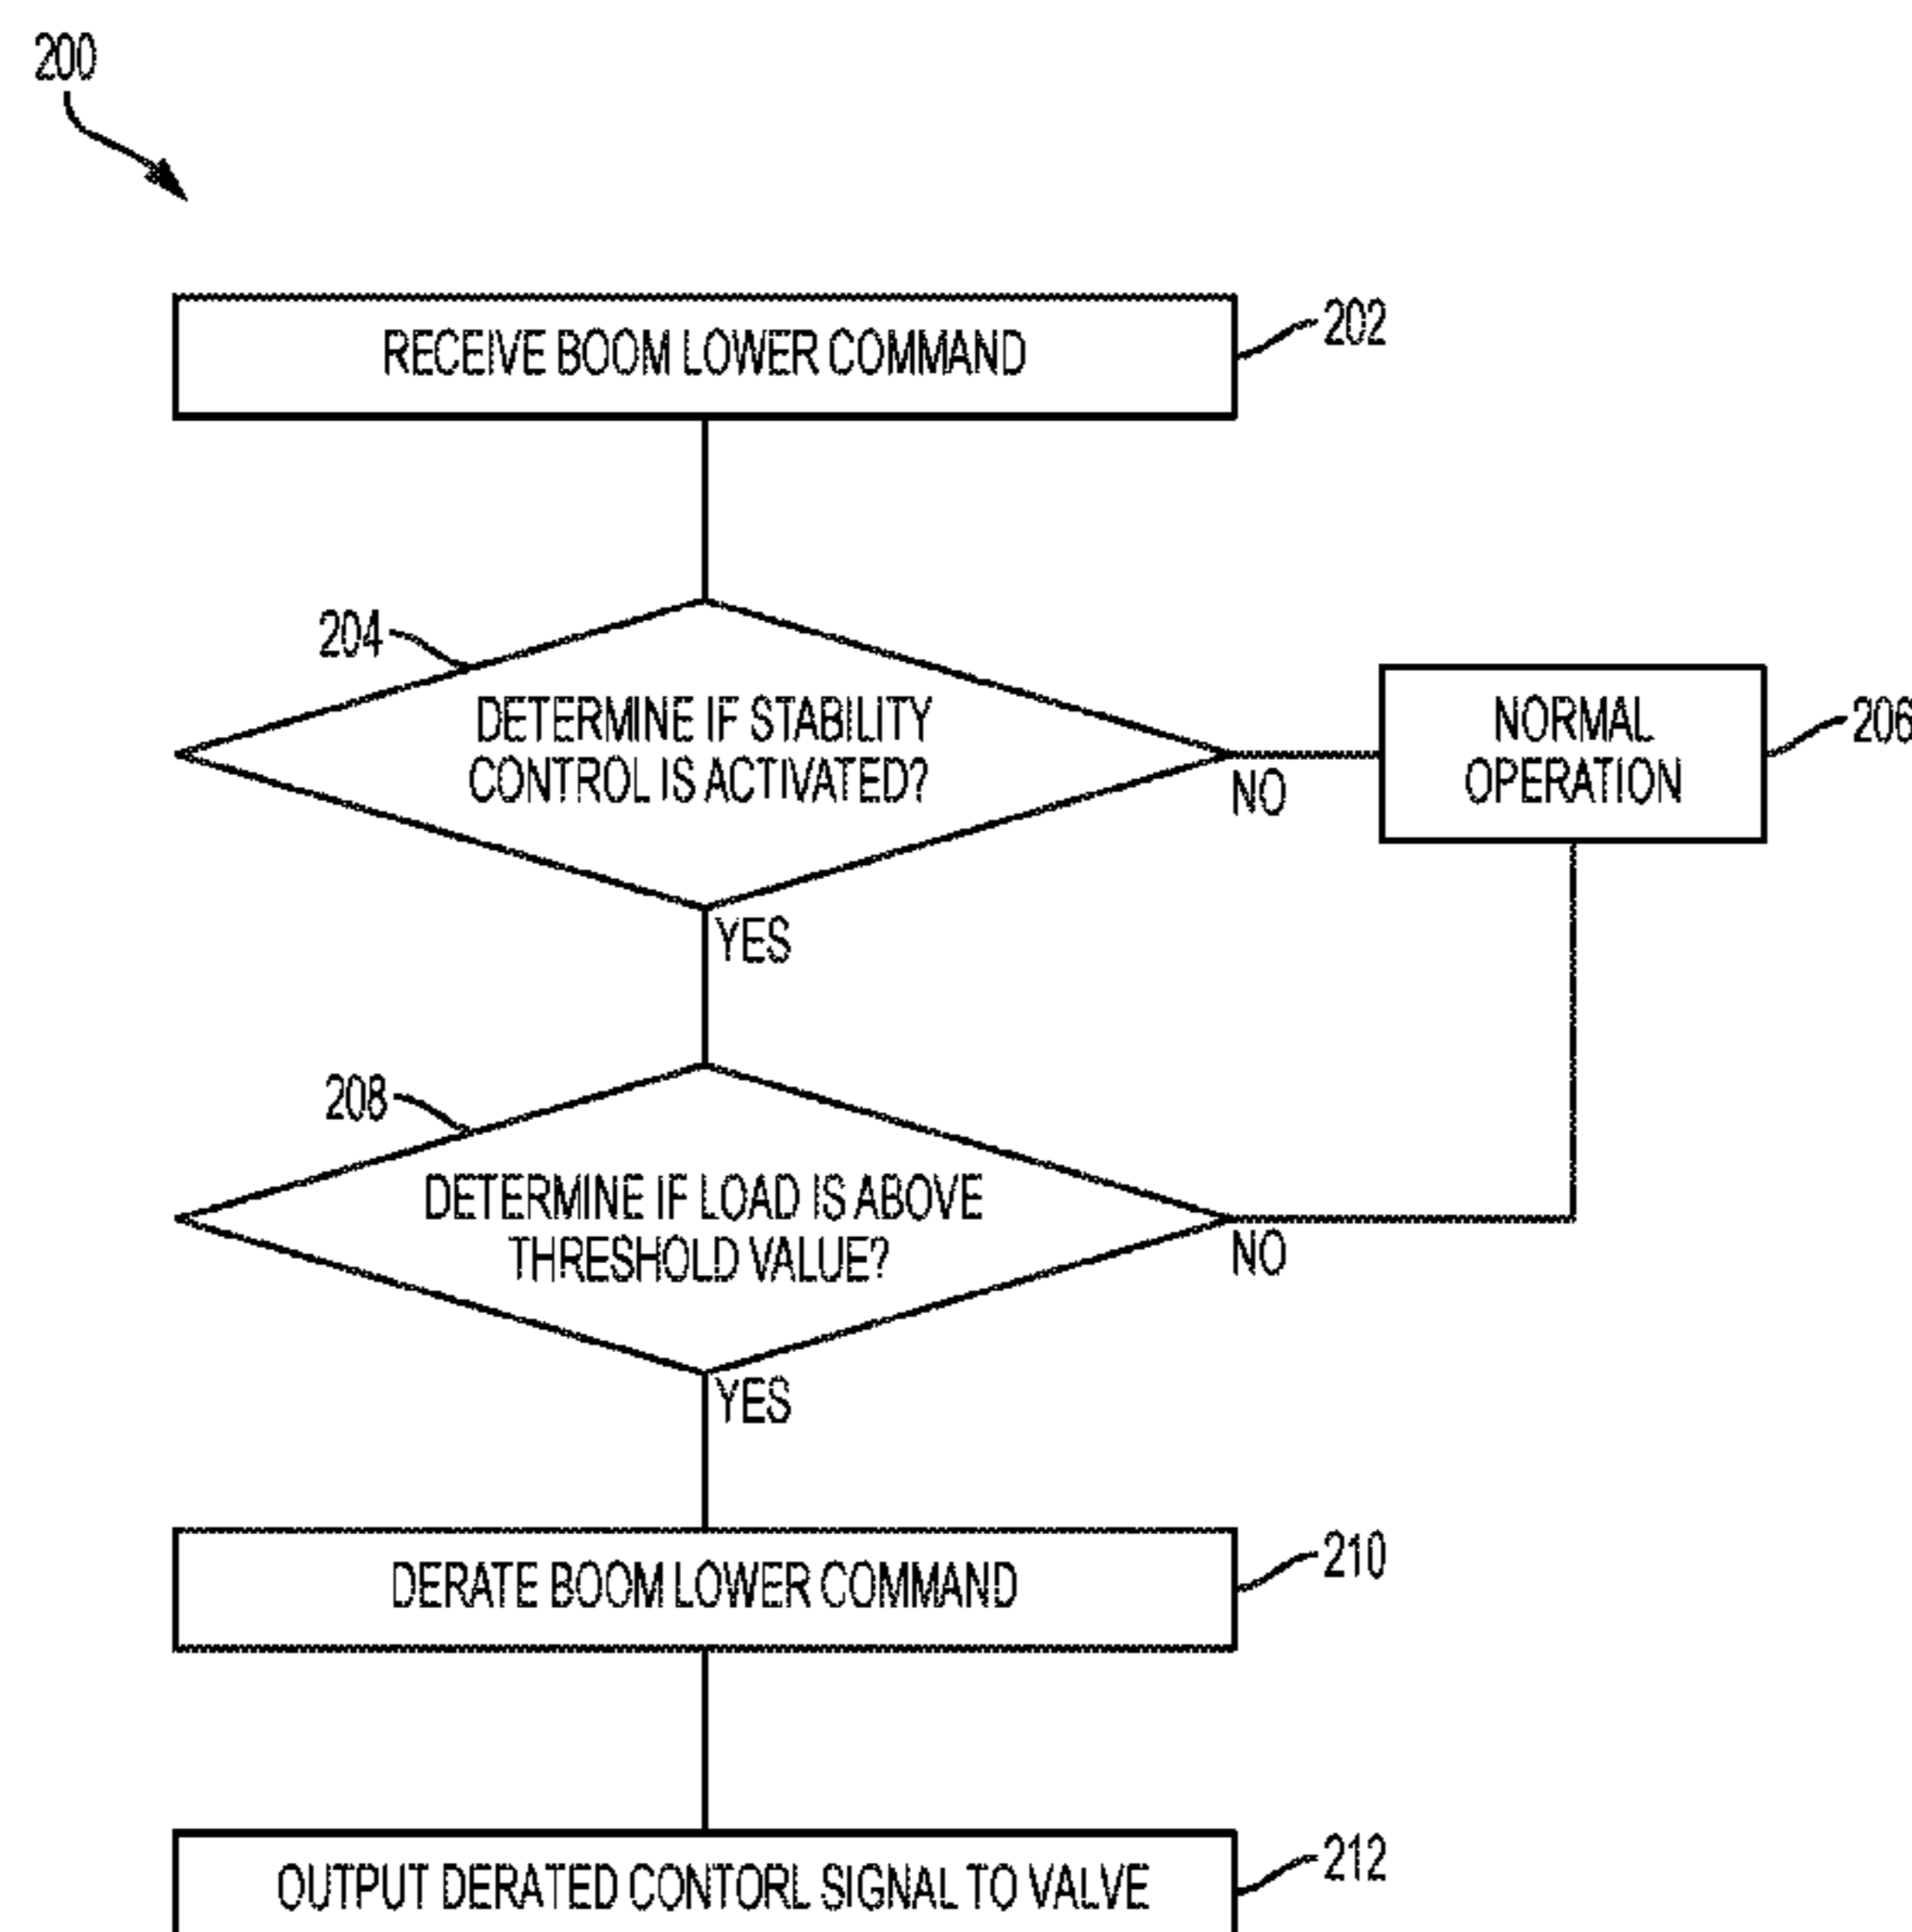 200
RECEIVE BOOM LOWER COMMAND
202
204
DETERMINE IF STABILITY
CONTROL IS ACTIVATED?
NO
NORMAL
OPERATION
206
YES
208
DETERMINE IF LOAD IS ABOVE
THRESHOLD VALUE?
NO
YES
DERATE BOOM LOWER COMMAND
210
OUTPUT DERATED CONTORL SIGNAL TO VALVE
212